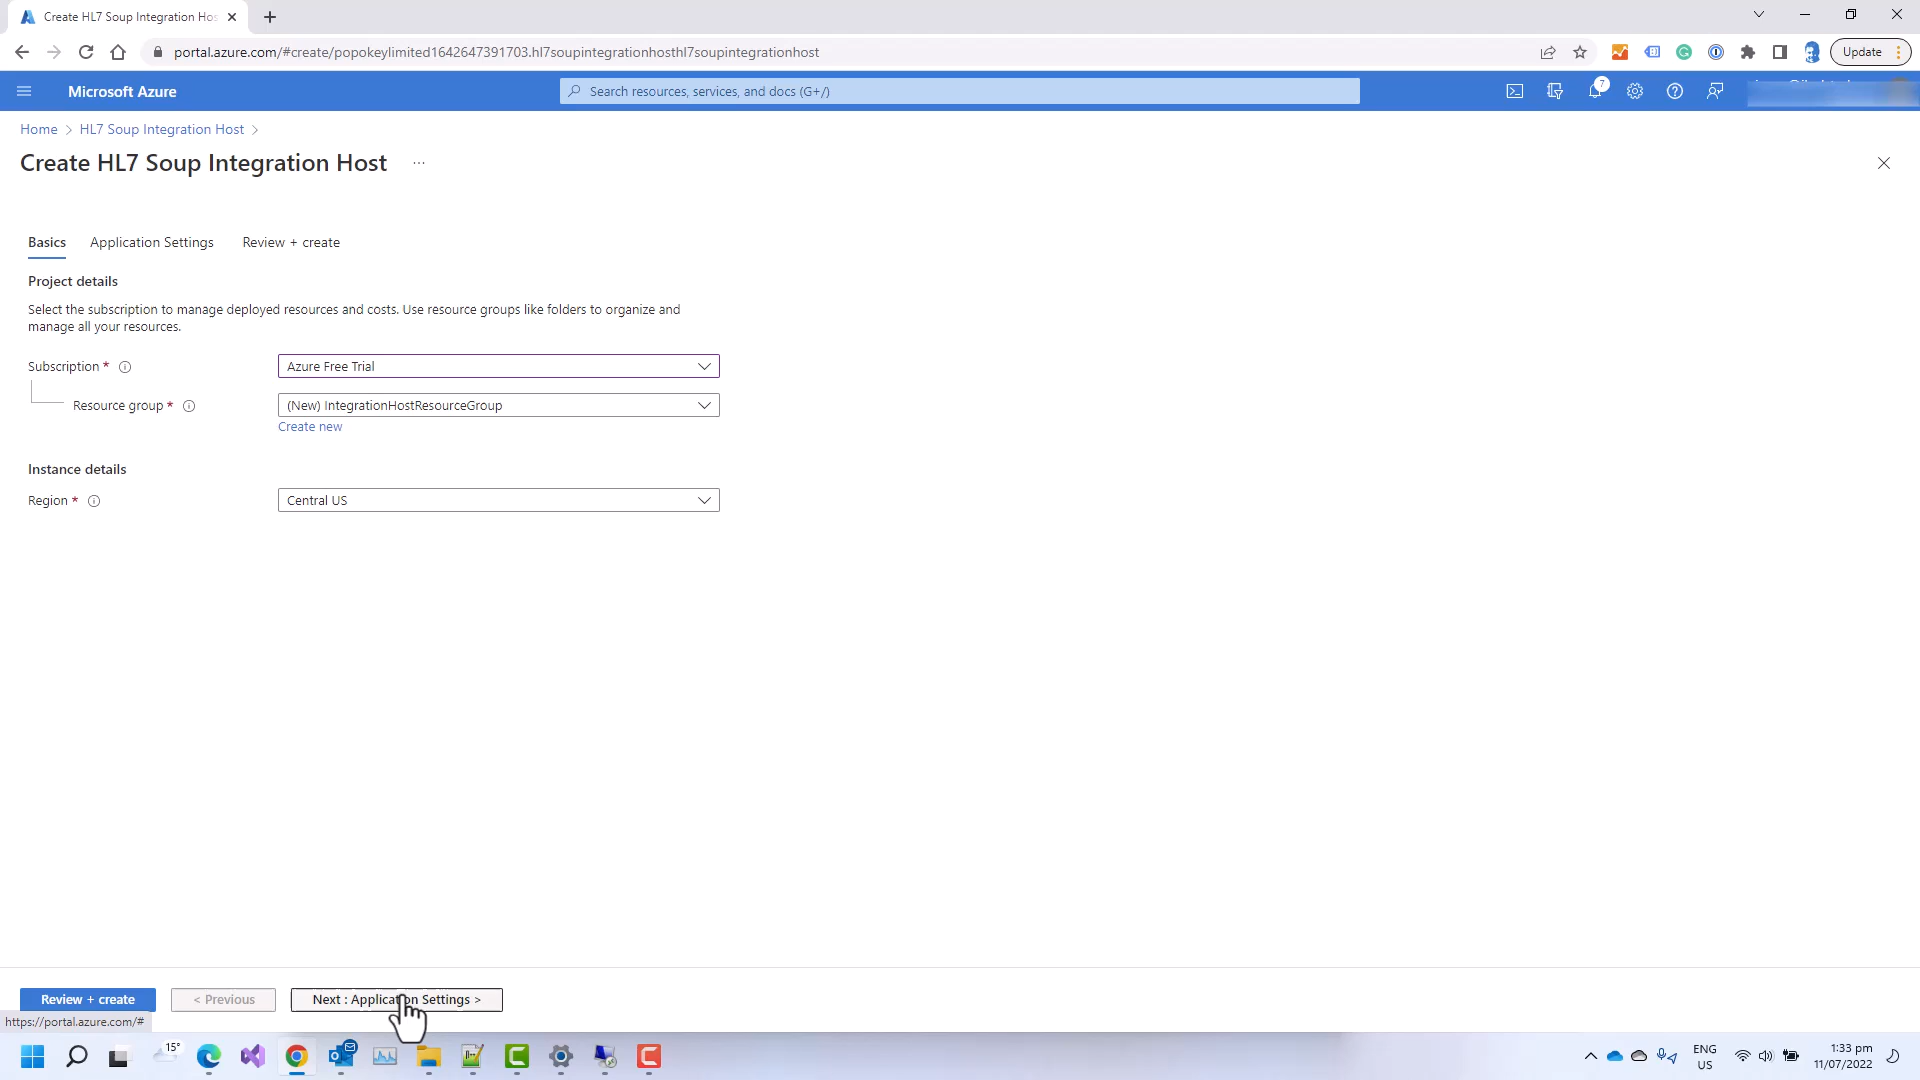 Create HL7 Soup Integration Hos
portal.azure.com/#create/popokeylimited1642647391703.hl7soupintegrationhosthl7soupintegrationhost
Update
Microsoft Azure
Search resources, services, and docs (G+/)
7
Home > HL7 Soup Integration Host >
Create HL7 Soup Integration Host ...
Basics
Application Settings
Review + create
Project details
Select the subscription to manage deployed resources and costs. Use resource groups like folders to organize and
manage all your resources.
Subscription *
Azure Free Trial
Resource group *
(New) IntegrationHostResourceGroup
Create new
Instance details
Region *
Central US
Review + create
< Previous
Next : Application Settings >
https://portal.azure.com/#
15°
ENG
US
1:33 pm
11/07/2022